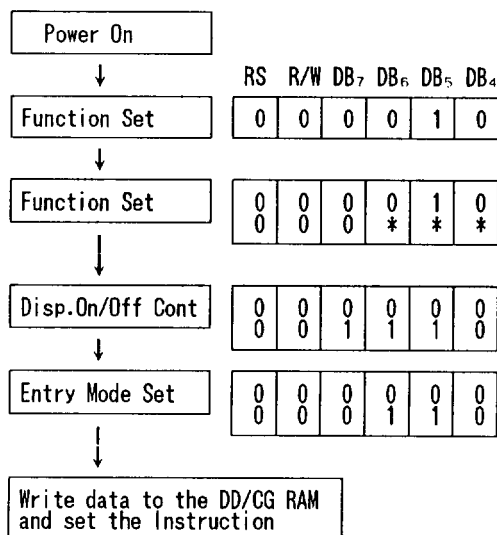 Power On
RS R/W DB₇ DB₆ DB₅ DB₄
Function Set 0 0 0 0 1 0
Function Set
0 0 0 0 1 0
0 0 0 * * *
Disp.On/Off Cont
0 0 0 0 0 0
0 0 1 1 1 0
Entry Mode Set
0 0 0 0 0 0
0 0 0 1 1 0
Write data to the DD/CG RAM
and set the Instruction